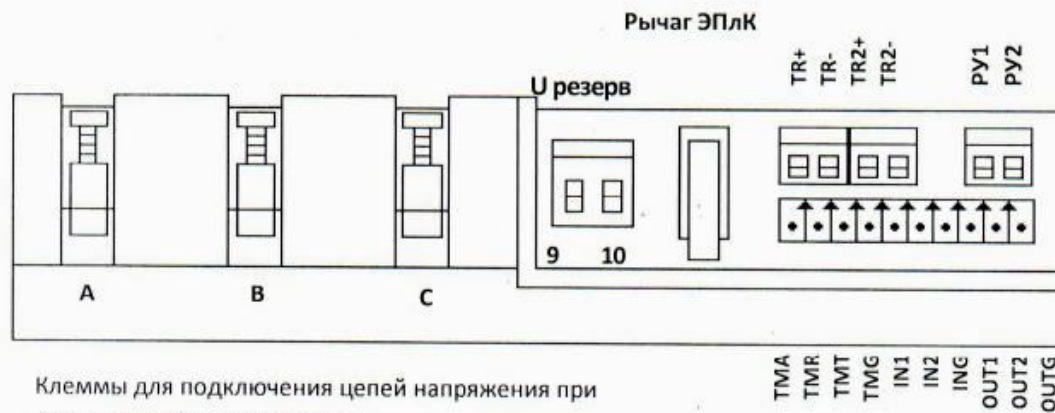 Рычаг ЭПлК
TR+ TR- TR2+ TR2- РУ1 РУ2
U резерв
9 10
A B C
TMA TMR TMT TMG IN1 IN2 ING OUT1 OUT2 OUTG
Клеммы для подключения цепей напряжения при